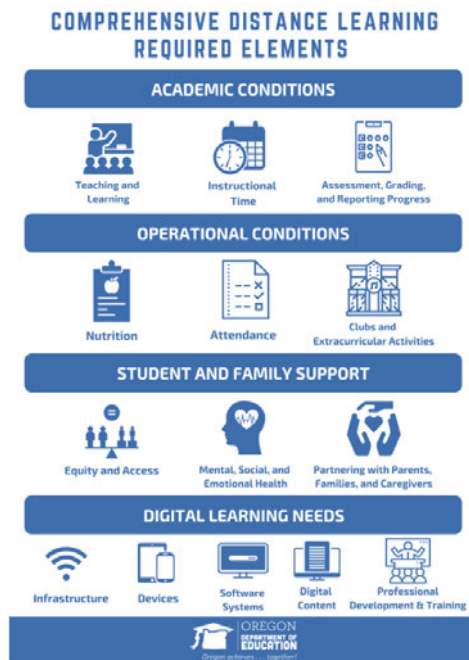 COMPREHENSIVE DISTANCE LEARNING
REQUIRED ELEMENTS
ACADEMIC CONDITIONS
Teaching and
Learning
Instructional
Time
Assessment, Grading,
and Reporting Progress
OPERATIONAL CONDITIONS
Nutrition
Attendance
Clubs and
Extracurricular Activities
STUDENT AND FAMILY SUPPORT
Equity and Access
Mental, Social, and
Emotional Health
Partnering with Parents,
Families, and Caregivers
DIGITAL LEARNING NEEDS
Infrastructure
Devices
Software
Systems
Digital
Content
Professional
Development & Training
OREGON
DEPARTMENT OF
EDUCATION
Oregon achieves . . . together!